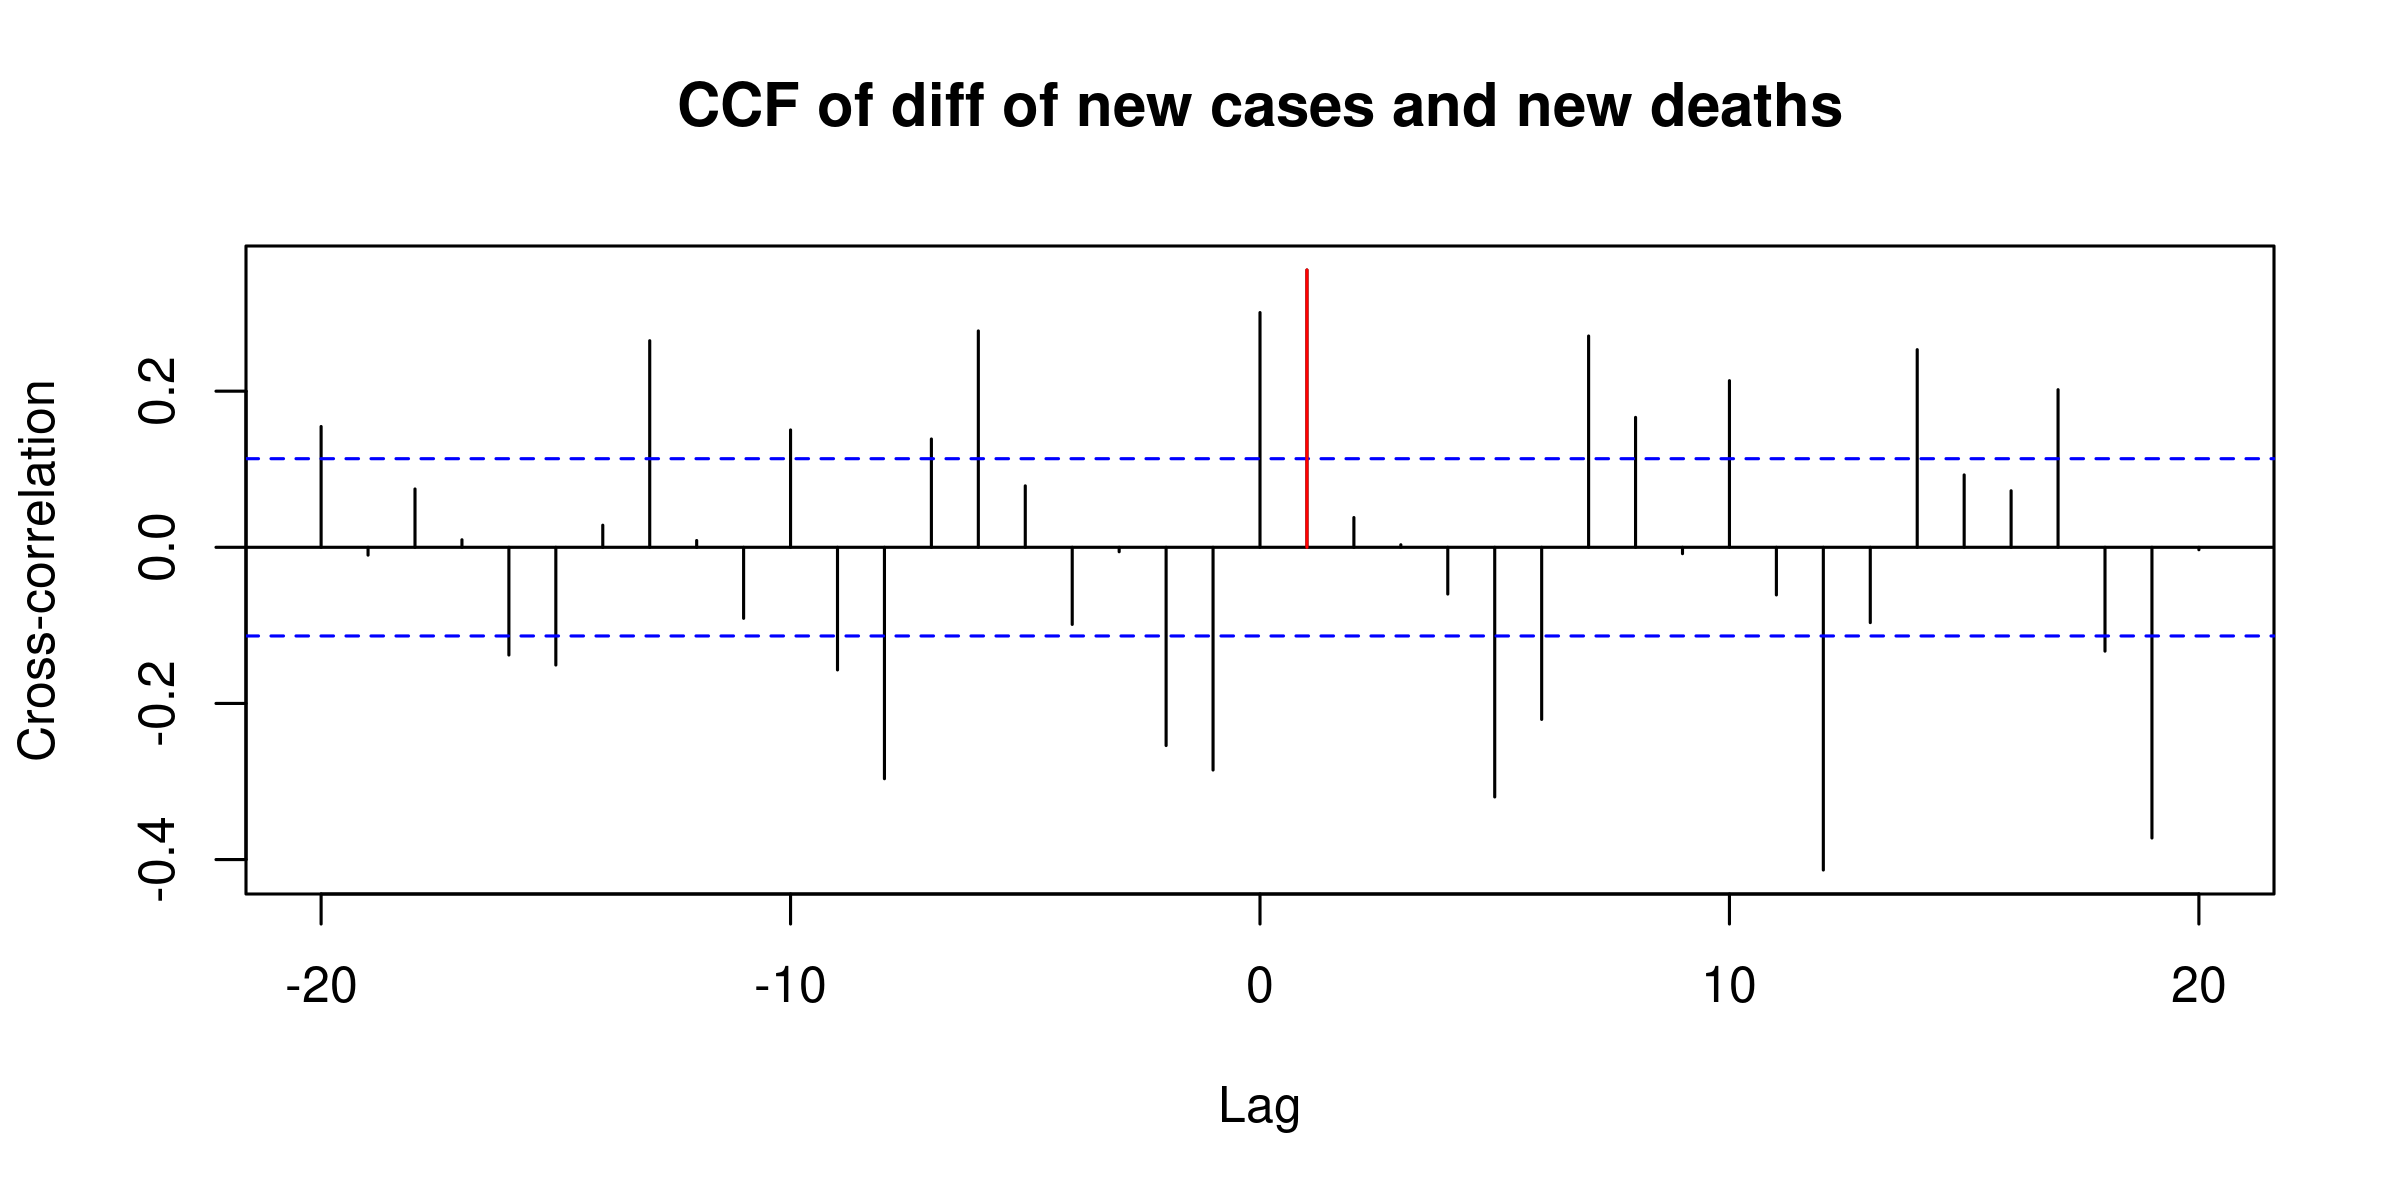 CCF of diff of new cases and new deaths
Cross-correlation
0.2
0.0
-0.2
-0.4
-20 -10 0 10 20
Lag